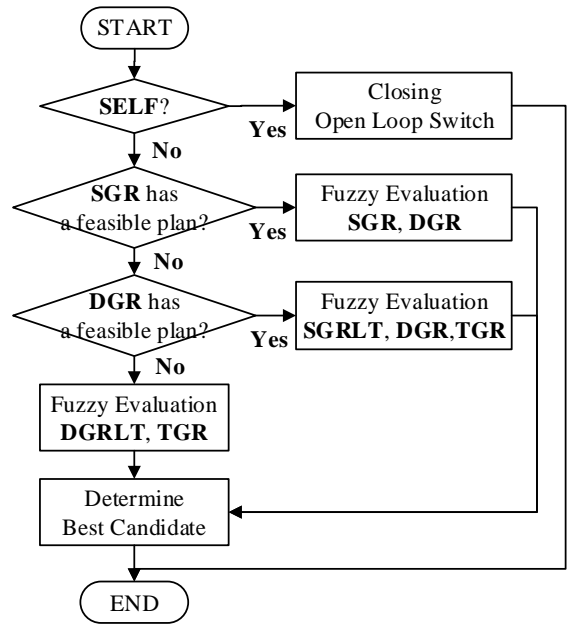 START
SELF?
Yes
Closing
Open Loop Switch
No
SGR has
a feasible plan?
Yes
Fuzzy Evaluation
SGR, DGR
No
DGR has
a feasible plan?
Yes
Fuzzy Evaluation
SGRLT, DGR,TGR
No
Fuzzy Evaluation
DGRLT, TGR
Determine
Best Candidate
END